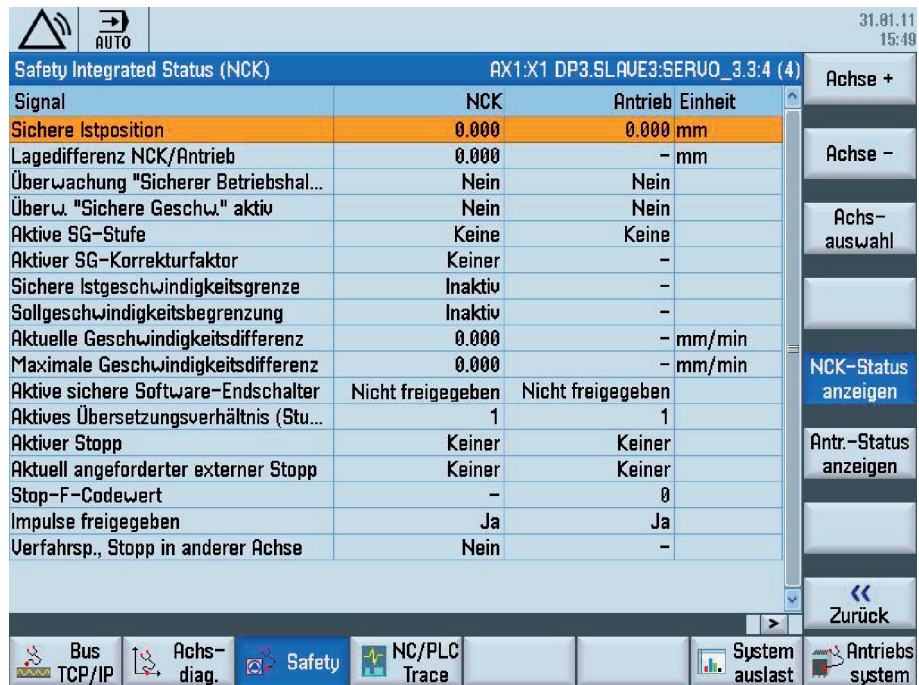 AUTO
31.01.11
15:49
Safety Integrated Status (NCK) AX1:X1 DP3.SLAVE3:SERVO_3.3:4 (4)
Signal NCK Antrieb Einheit
Sichere Istposition 0.000 0.000 mm
Lagedifferenz NCK/Antrieb 0.000 – mm
Überwachung "Sicherer Betriebshal... Nein Nein
Überw. "Sichere Geschw." aktiv Nein Nein
Aktive SG-Stufe Keine Keine
Aktiver SG-Korrekturfaktor Keiner –
Sichere Istgeschwindigkeitsgrenze Inaktiv –
Sollgeschwindigkeitsbegrenzung Inaktiv –
Aktuelle Geschwindigkeitsdifferenz 0.000 – mm/min
Maximale Geschwindigkeitsdifferenz 0.000 – mm/min
Aktive sichere Software-Endschalter Nicht freigegeben Nicht freigegeben
Aktives Übersetzungsverhältnis (Stu... 1 1
Aktiver Stopp Keiner Keiner
Aktuell angeforderter externer Stopp Keiner Keiner
Stop-F-Codewert – 0
Impulse freigegeben Ja Ja
Verfahrsp., Stopp in anderer Achse Nein –
Achse +
Achse –
Achs-
auswahl
NCK-Status
anzeigen
Antr.-Status
anzeigen
«
Zurück
>
Bus
TCP/IP
Achs-
diag.
Safety
NC/PLC
Trace
System
auslast
Antriebs
system